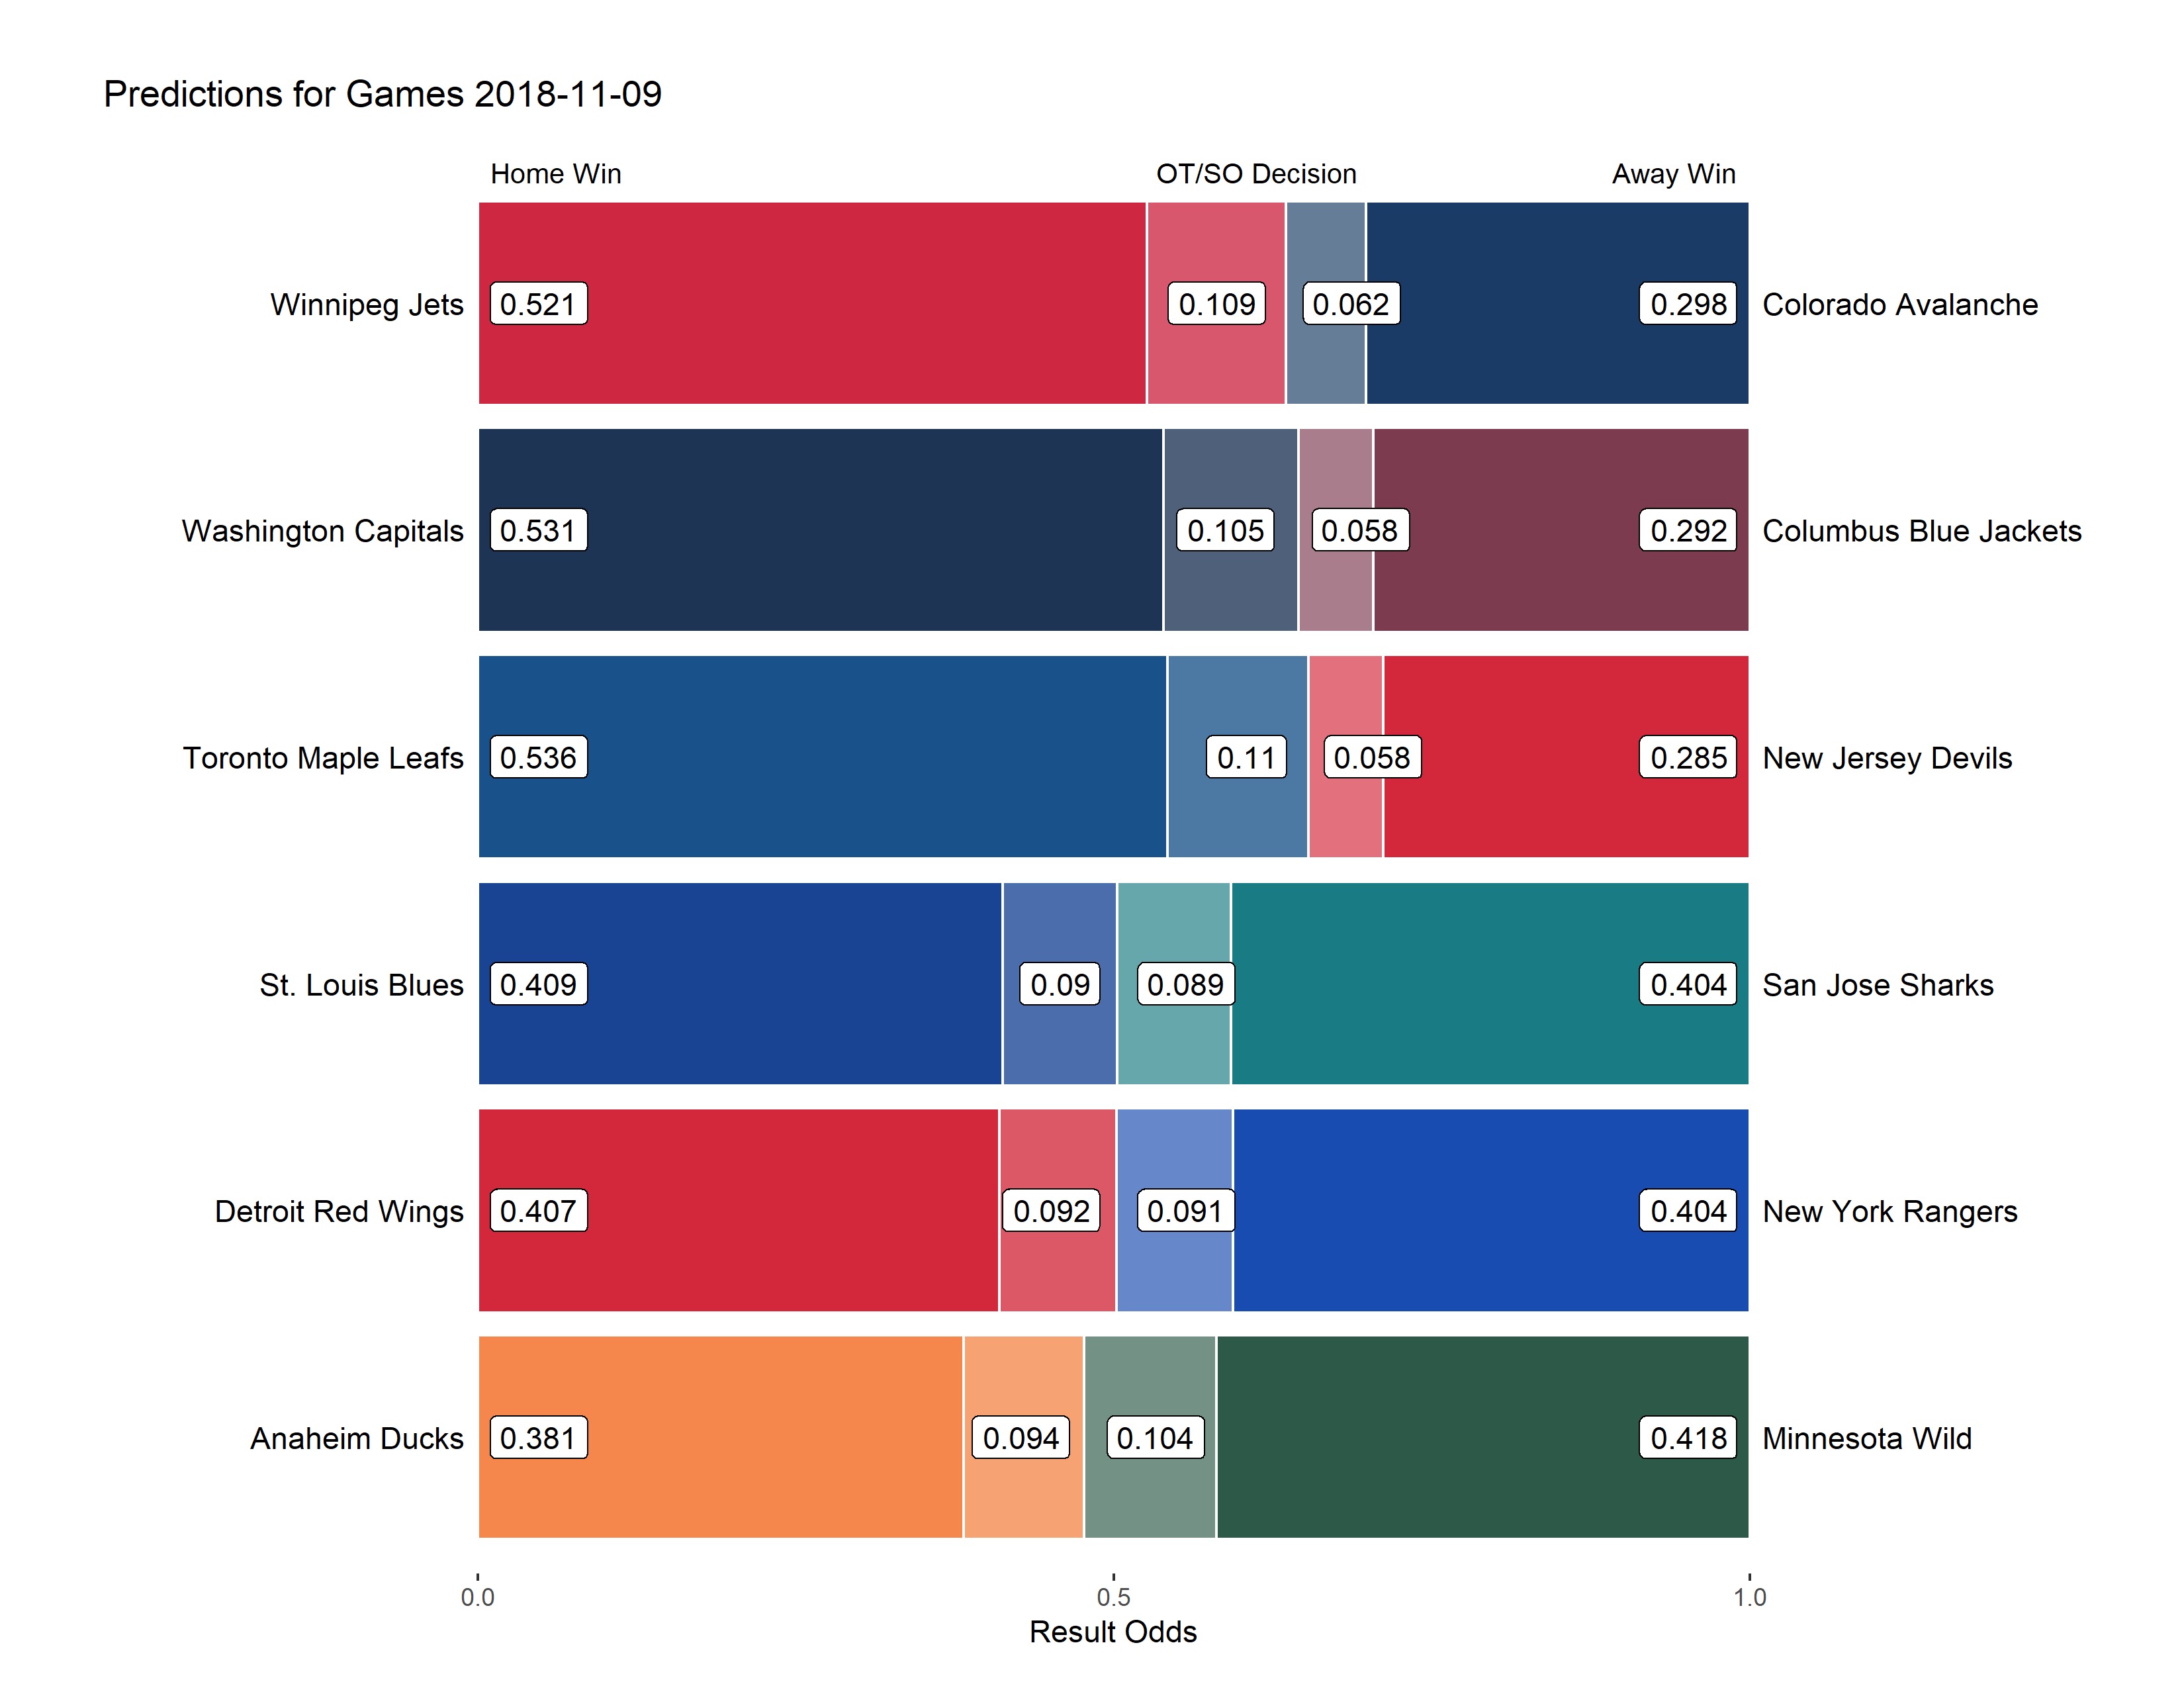 Predictions for Games 2018-11-09
Home Win OT/SO Decision Away Win
Winnipeg Jets 0.521 0.109 0.062 0.298 Colorado Avalanche
Washington Capitals 0.531 0.105 0.058 0.292 Columbus Blue Jackets
Toronto Maple Leafs 0.536 0.11 0.058 0.285 New Jersey Devils
St. Louis Blues 0.409 0.09 0.089 0.404 San Jose Sharks
Detroit Red Wings 0.407 0.092 0.091 0.404 New York Rangers
Anaheim Ducks 0.381 0.094 0.104 0.418 Minnesota Wild
0.0 0.5 1.0
Result Odds